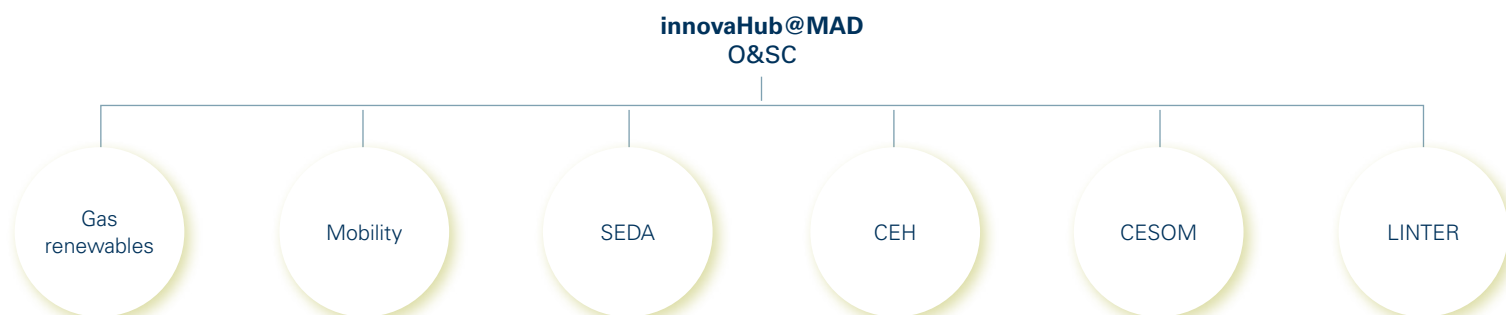 innovaHub@MAD
O&SC
Gas
renewables
Mobility
SEDA
CEH
CESOM
LINTER